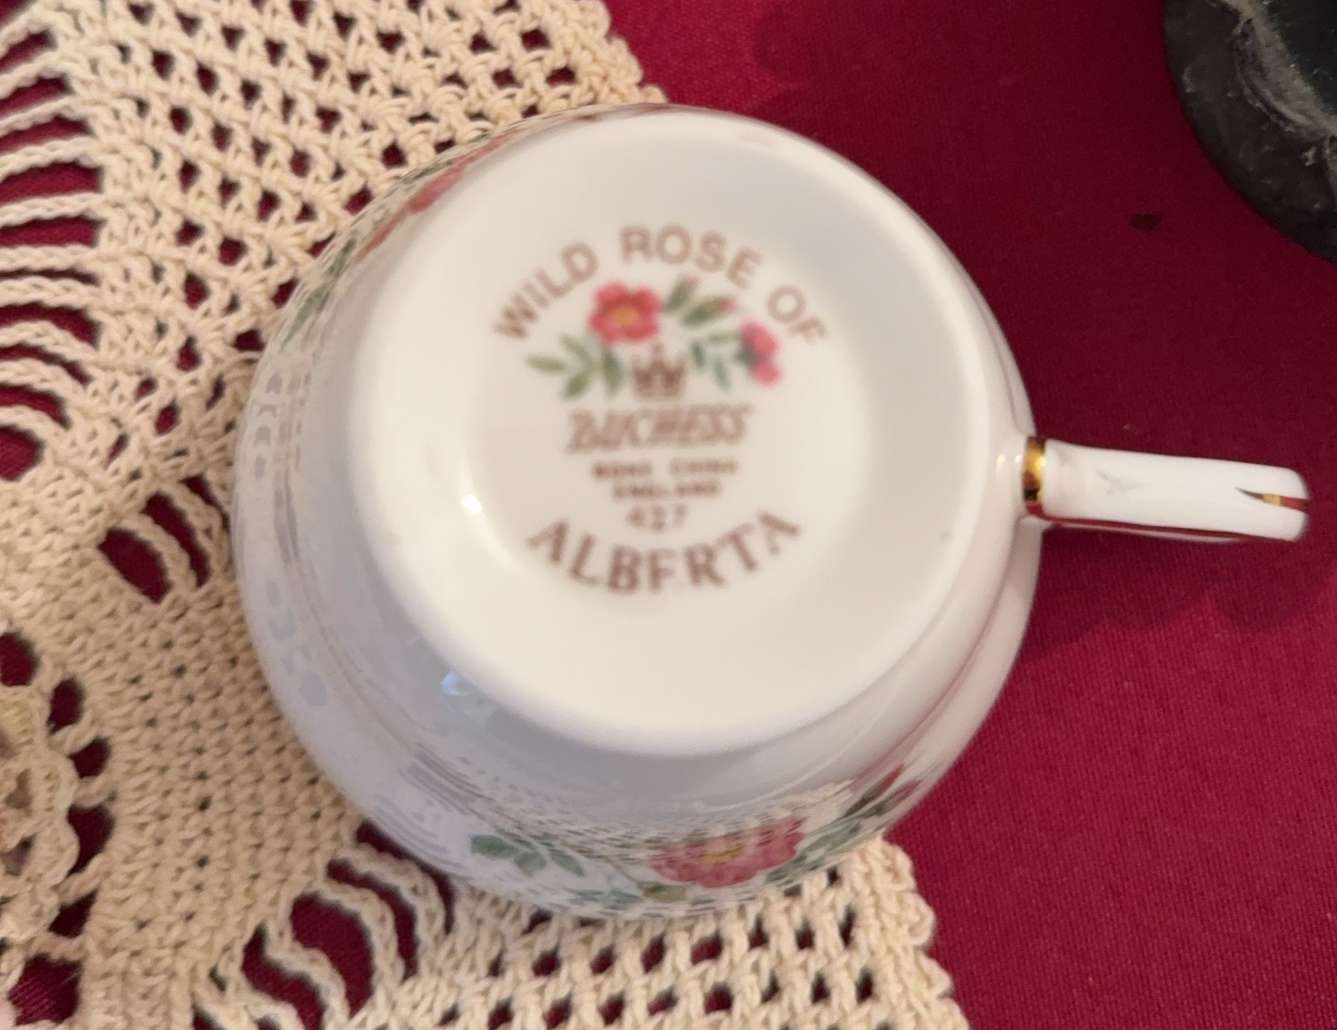 WILD ROSE OF
DUCHESS
BONE CHINA
ENGLAND
427
ALBERTA